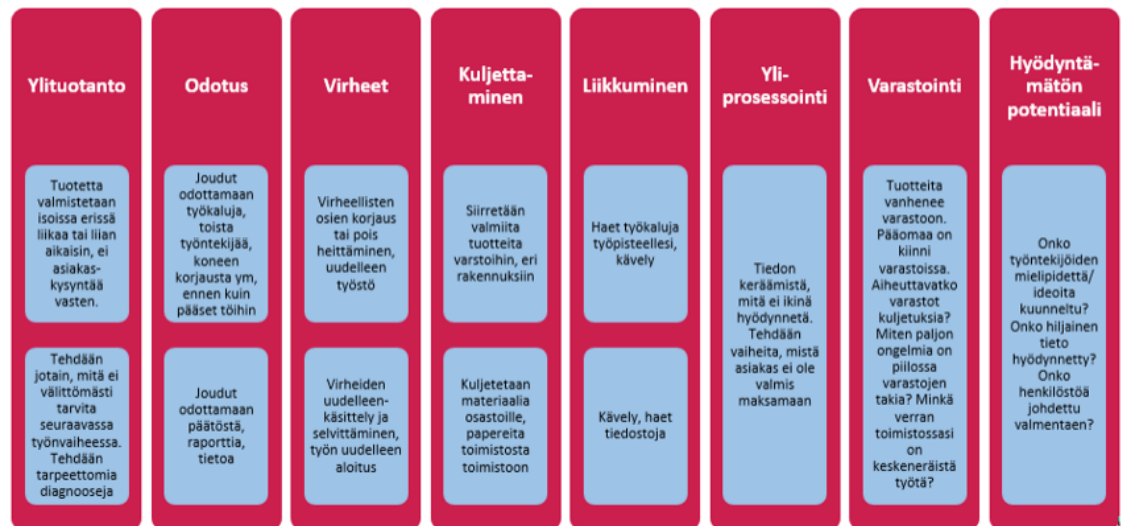 Ylituotanto
Tuotetta
valmistetaan
isoissa erissä
liikaa tai liian
aikaisin, ei
asiakas-
kysyntää
vasten.
Tehdään
jotain, mitä ei
välittömästi
tarvita
seuraavassa
työnvaiheessa.
Tehdään
tarpeettomia
diagnooseja
Odotus
Joudut
odottamaan
työkaluja,
toista
työntekijää,
koneen
korjausta ym,
ennen kuin
pääset töihin
Joudut
odottamaan
päätöstä,
raporttia,
tietoa
Virheet
Virheellisten
osien korjaus
tai pois
heittäminen,
uudelleen
työstö
Virheiden
uudelleen-
käsittely ja
selvittäminen,
työn uudelleen
aloitus
Kuljetta-
minen
Siirretään
valmiita
tuotteita
varstoihin, eri
rakennuksiin
Kuljetetaan
materiaalia
osastoille,
papereita
toimistosta
toimistoon
Liikkuminen
Haet työkaluja
työpisteellesi,
kävely
Kävely, haet
tiedostoja
Yli-
prosessointi
Tiedon
keräämistä,
mitä ei ikinä
hyödynnetä.
Tehdään
vaiheita, mistä
asiakas ei ole
valmis
maksamaan
Varastointi
Tuotteita
vanhenee
varastoon.
Pääomaa on
kiinni
varastoissa.
Aiheuttavatko
varastot
kuljetuksia?
Miten paljon
ongelmia on
piilossa
varastojen
takia? Minkä
verran
toimistossasi
on
keskeneräistä
työtä?
Hyödyntä-
mätön
potentiaali
Onko
työntekijöiden
mielipidettä/
ideoita
kuunneltu?
Onko hiljainen
tieto
hyödynnetty?
Onko
henkilöstöä
johdettu
valmentaen?